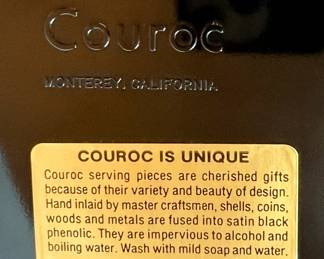 Couroc
MONTEREY, CALIFORNIA
COUROC IS UNIQUE
Couroc serving pieces are cherished gifts
because of their variety and beauty of design.
Hand inlaid by master craftsmen, shells, coins,
woods and metals are fused into satin black
phenolic. They are impervious to alcohol and
boiling water. Wash with mild soap and water.